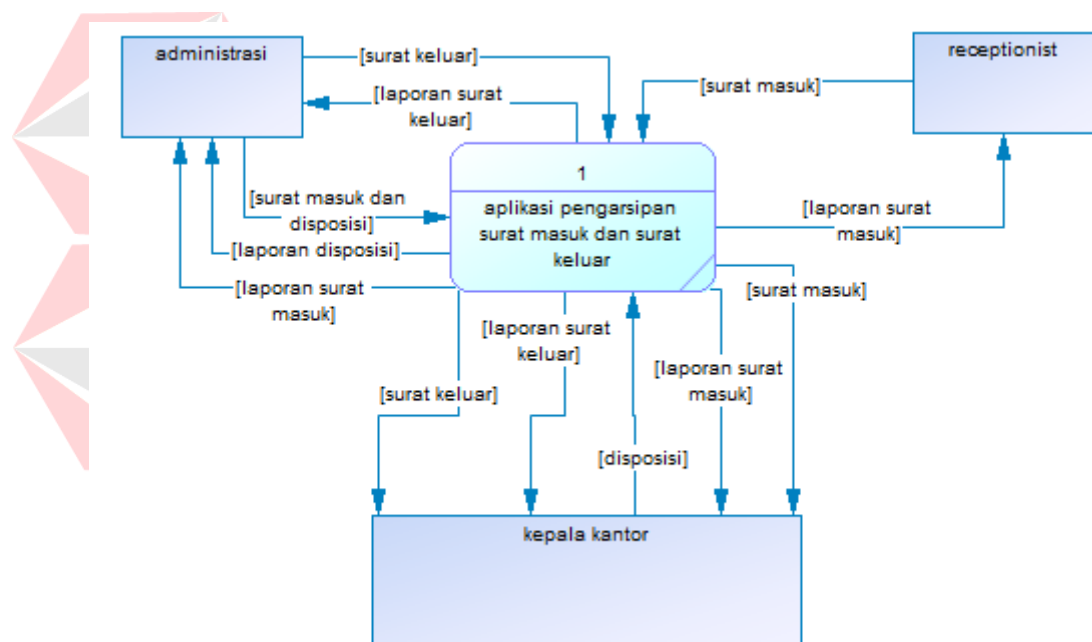 administrasi
receptionist
[surat keluar]
[surat masuk]
[laporan surat
keluar]
1
aplikasi pengarsipan
surat masuk dan surat
keluar
[surat masuk dan
disposisi]
[laporan surat
masuk]
[laporan disposisi]
[laporan surat
masuk]
[surat masuk]
[laporan surat
keluar]
[laporan surat
masuk]
[surat keluar]
[disposisi]
kepala kantor